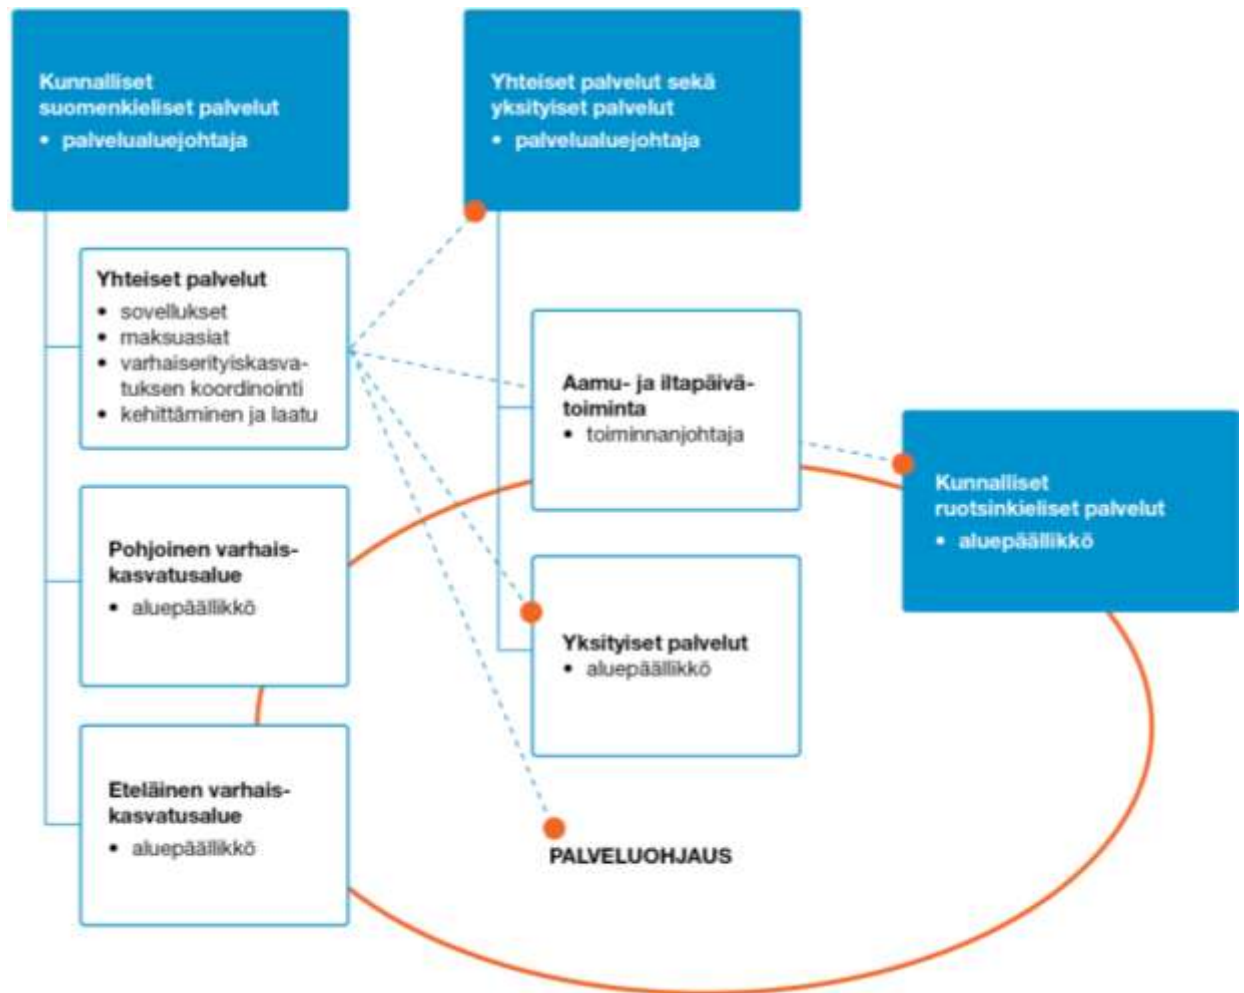 Kunnalliset
suomenkieliset palvelut
• palvelualuejohtaja
Yhteiset palvelut sekä
yksityiset palvelut
• palvelualuejohtaja
Yhteiset palvelut
• sovellukset
• maksuasiat
• varhaiserityiskasva-
tuksen koordinointi
• kehittäminen ja laatu
Aamu- ja iltapäivä-
toiminta
• toiminnanjohtaja
Kunnalliset
ruotsinkieliset palvelut
• aluepäällikkö
Pohjoinen varhais-
kasvatusalue
• aluepäällikkö
Yksityiset palvelut
• aluepäällikkö
Eteläinen varhais-
kasvatusalue
• aluepäällikkö
PALVELUOHJAUS